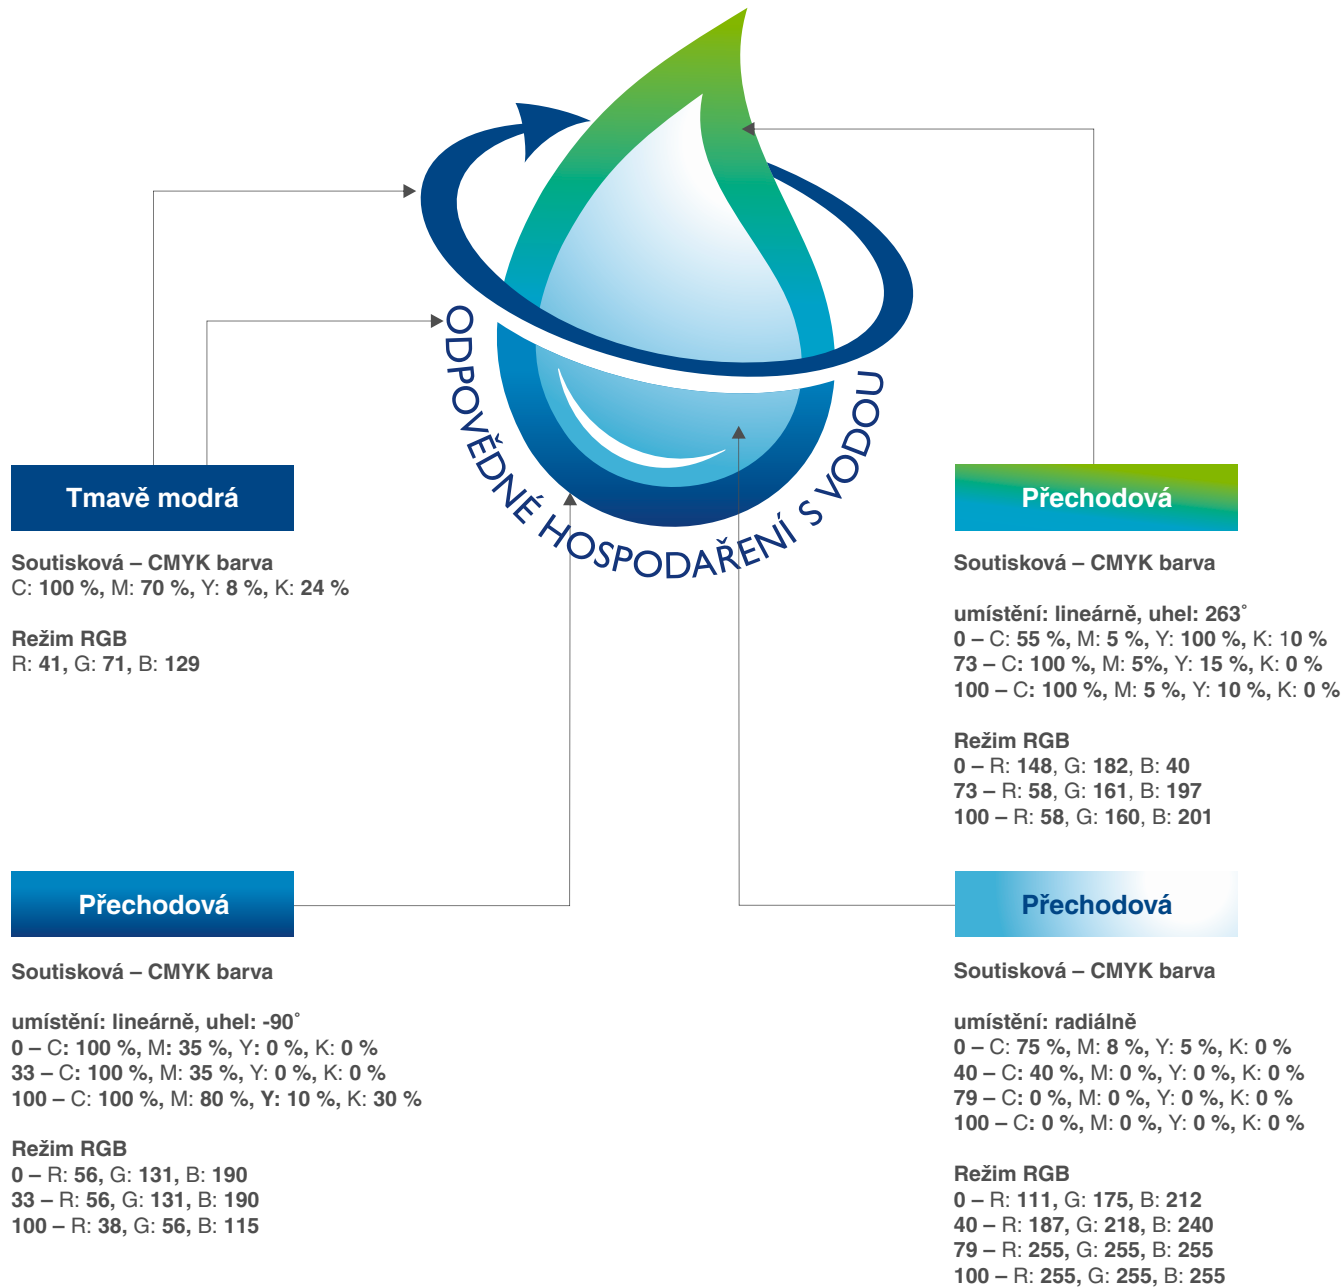 ODPOVĚDNÉ HOSPODAŘENÍ S VODOU
Tmavě modrá
Soutisková – CMYK barva
C: 100 %, M: 70 %, Y: 8 %, K: 24 %
Režim RGB
R: 41, G: 71, B: 129
Přechodová
Soutisková – CMYK barva
umístění: lineárně, uhel: 263˚
0 – C: 55 %, M: 5 %, Y: 100 %, K: 10 %
73 – C: 100 %, M: 5%, Y: 15 %, K: 0 %
100 – C: 100 %, M: 5 %, Y: 10 %, K: 0 %
Režim RGB
0 – R: 148, G: 182, B: 40
73 – R: 58, G: 161, B: 197
100 – R: 58, G: 160, B: 201
Přechodová
Soutisková – CMYK barva
umístění: lineárně, uhel: -90˚
0 – C: 100 %, M: 35 %, Y: 0 %, K: 0 %
33 – C: 100 %, M: 35 %, Y: 0 %, K: 0 %
100 – C: 100 %, M: 80 %, Y: 10 %, K: 30 %
Režim RGB
0 – R: 56, G: 131, B: 190
33 – R: 56, G: 131, B: 190
100 – R: 38, G: 56, B: 115
Přechodová
Soutisková – CMYK barva
umístění: radiálně
0 – C: 75 %, M: 8 %, Y: 5 %, K: 0 %
40 – C: 40 %, M: 0 %, Y: 0 %, K: 0 %
79 – C: 0 %, M: 0 %, Y: 0 %, K: 0 %
100 – C: 0 %, M: 0 %, Y: 0 %, K: 0 %
Režim RGB
0 – R: 111, G: 175, B: 212
40 – R: 187, G: 218, B: 240
79 – R: 255, G: 255, B: 255
100 – R: 255, G: 255, B: 255